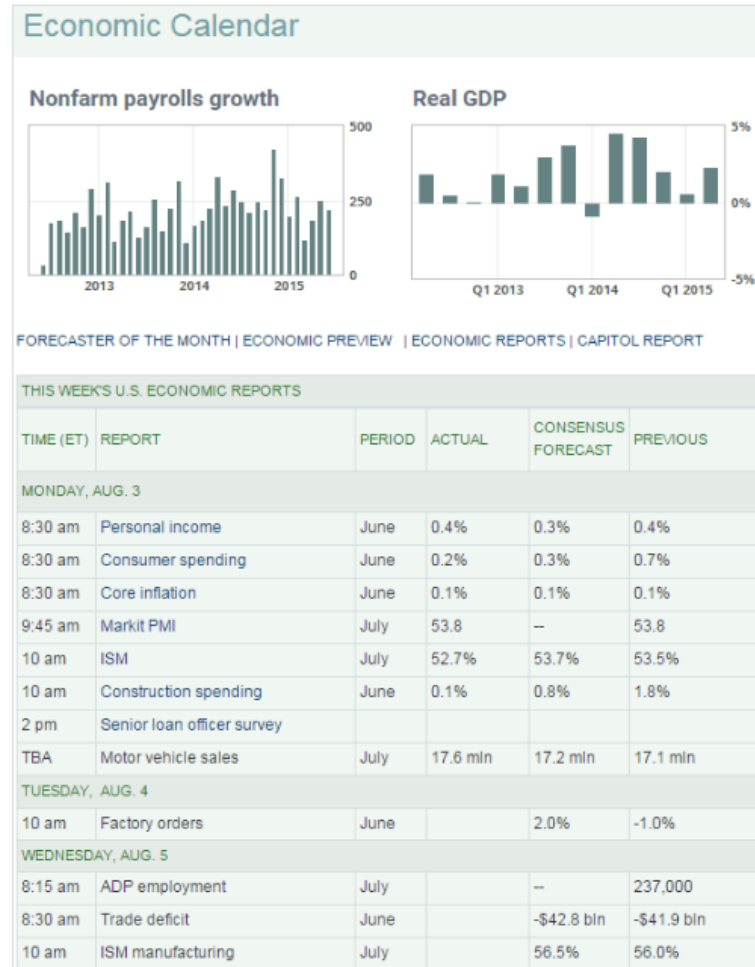 Economic Calendar
Nonfarm payrolls growth
Real GDP
500
250
0
2013 2014 2015
5%
0%
-5%
Q1 2013 Q1 2014 Q1 2015
FORECASTER OF THE MONTH | ECONOMIC PREVIEW | ECONOMIC REPORTS | CAPITOL REPORT
THIS WEEK'S U.S. ECONOMIC REPORTS
TIME (ET) REPORT PERIOD ACTUAL CONSENSUS FORECAST PREVIOUS
MONDAY, AUG. 3
8:30 am Personal income June 0.4% 0.3% 0.4%
8:30 am Consumer spending June 0.2% 0.3% 0.7%
8:30 am Core inflation June 0.1% 0.1% 0.1%
9:45 am Markit PMI July 53.8 -- 53.8
10 am ISM July 52.7% 53.7% 53.5%
10 am Construction spending June 0.1% 0.8% 1.8%
2 pm Senior loan officer survey
TBA Motor vehicle sales July 17.6 mln 17.2 mln 17.1 mln
TUESDAY, AUG. 4
10 am Factory orders June 2.0% -1.0%
WEDNESDAY, AUG. 5
8:15 am ADP employment July -- 237,000
8:30 am Trade deficit June -$42.8 bln -$41.9 bln
10 am ISM manufacturing July 56.5% 56.0%